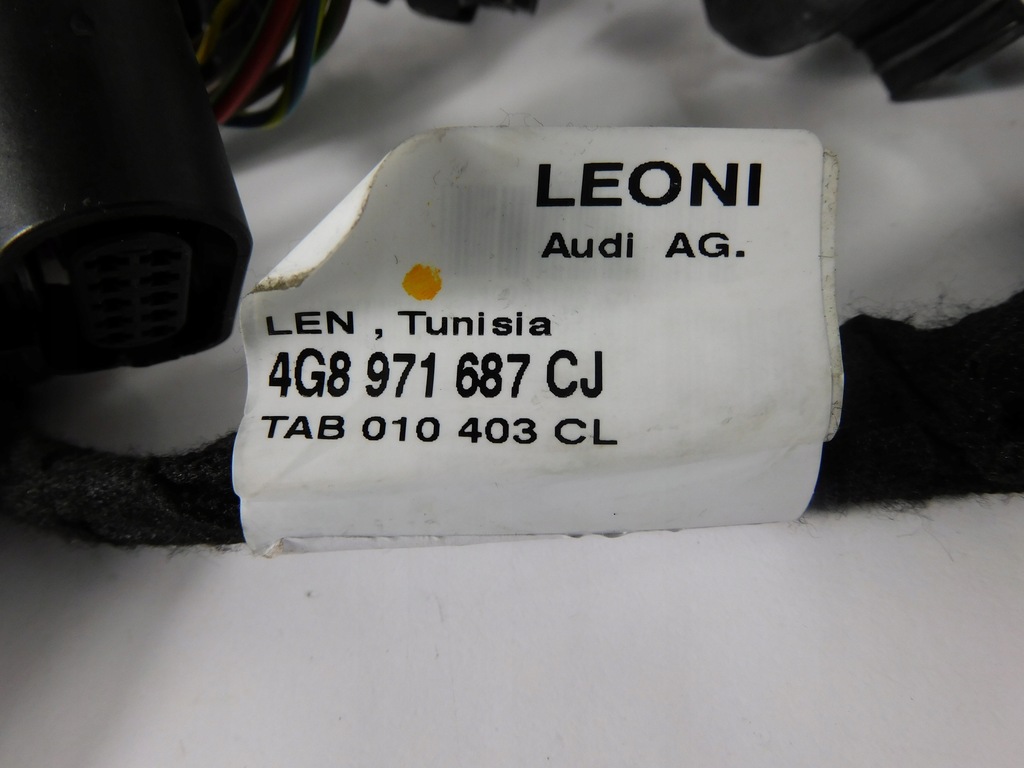 LEONI
Audi AG.
LEN , Tunisia
4G8 971 687 CJ
TAB 010 403 CL